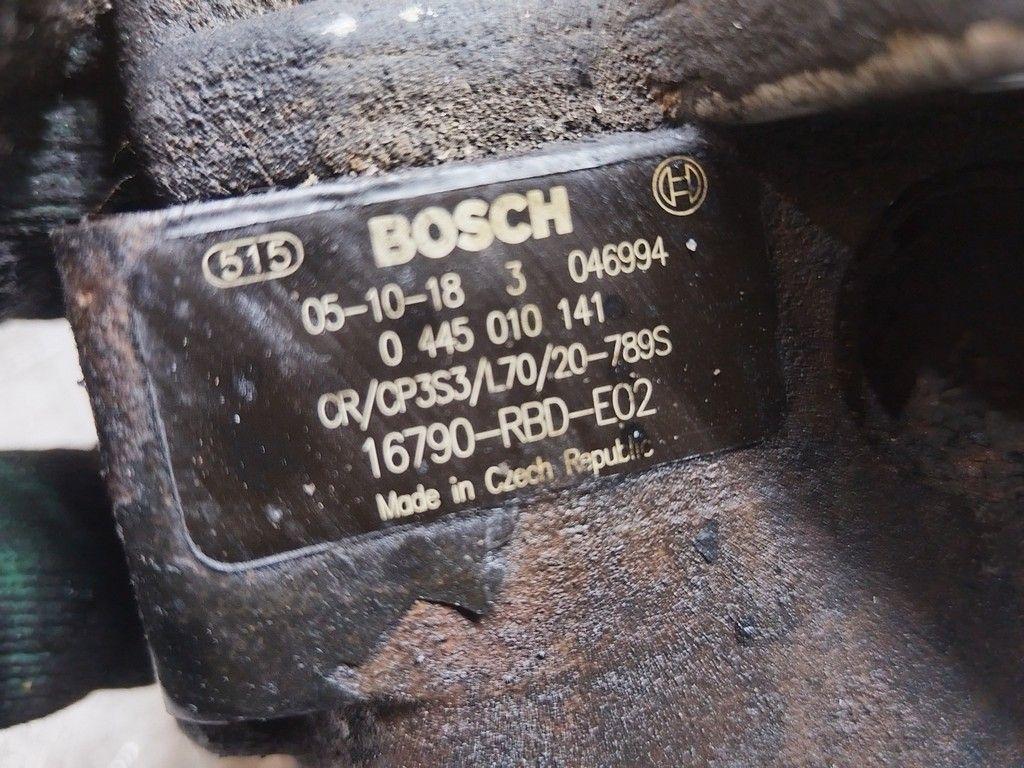 515 BOSCH
05-10-18 3 046994
0 445 010 141
CR/CP3S3/L70/20-789S
16790-RBD-E02
Made in Czech Republic